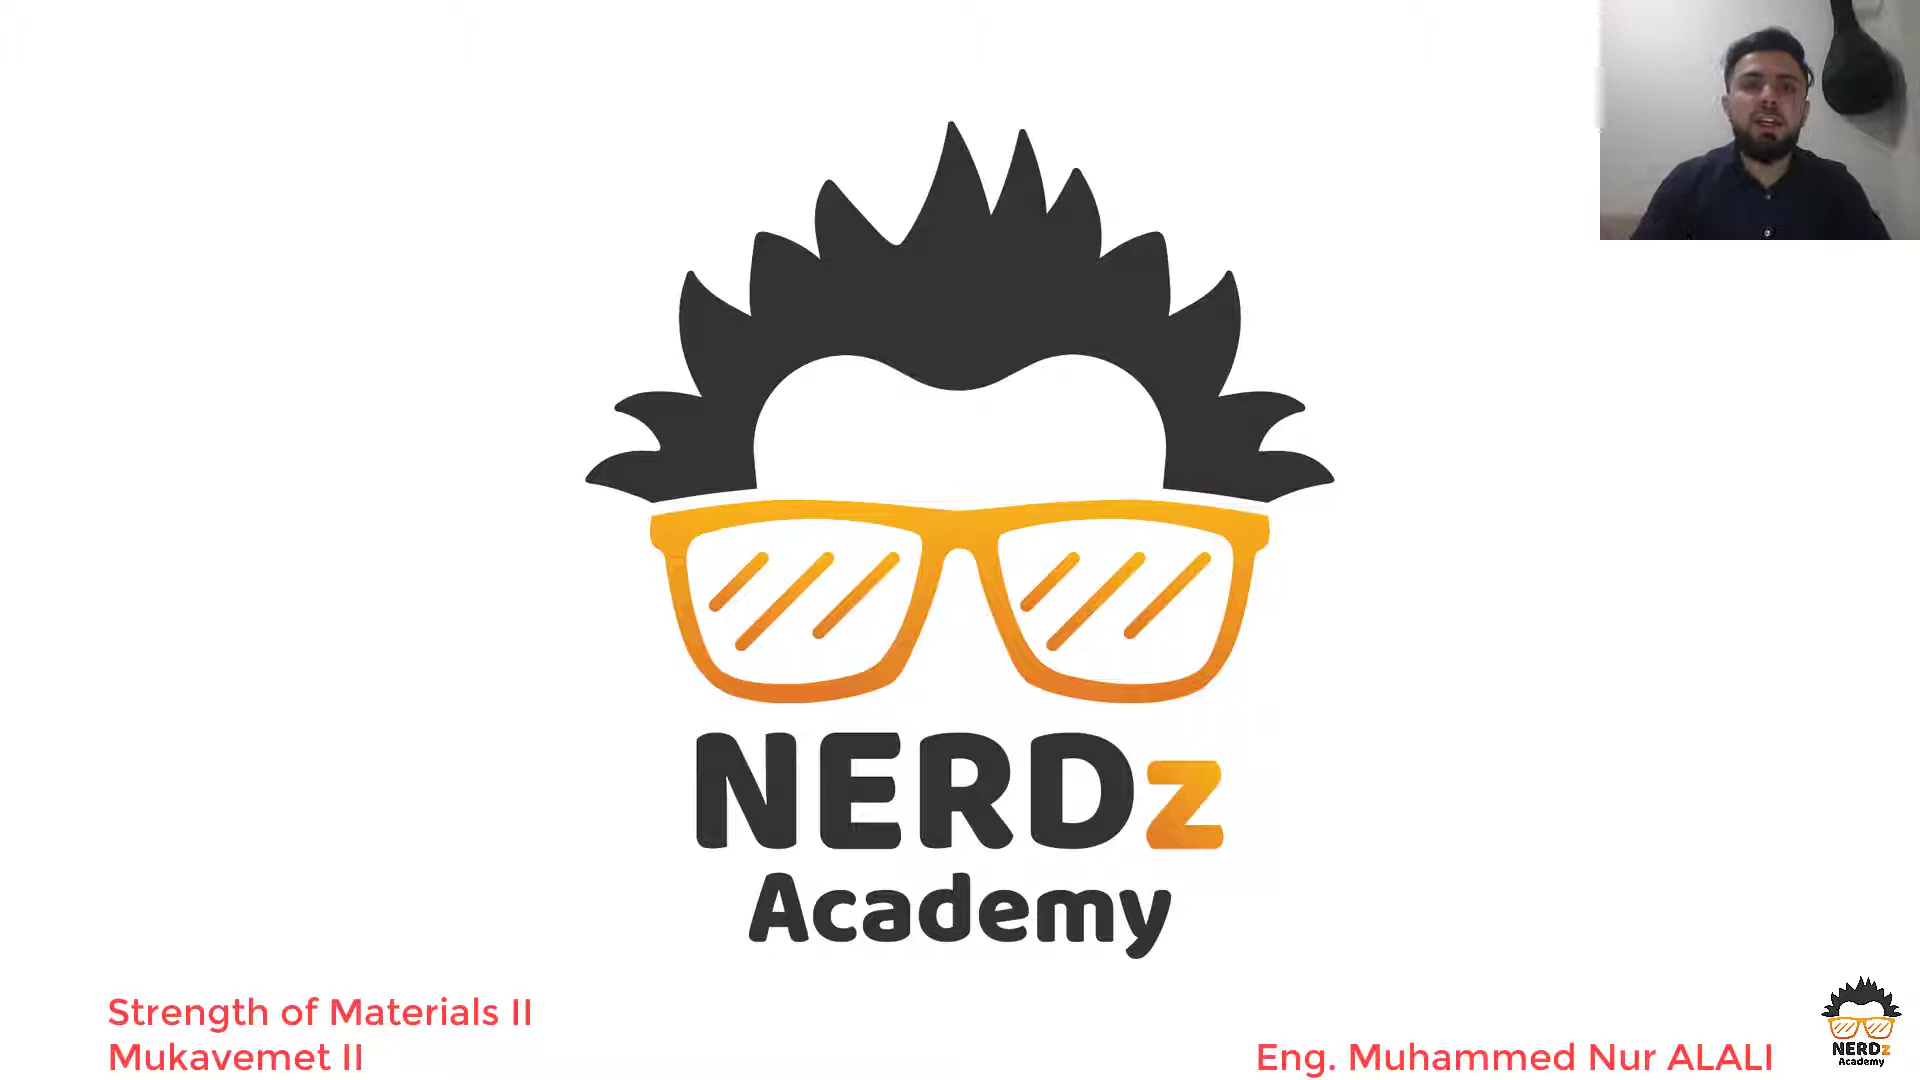 NERDz
Academy
Strength of Materials II
Mukavemet II
Eng. Muhammed Nur ALALI
NERDz
Academy